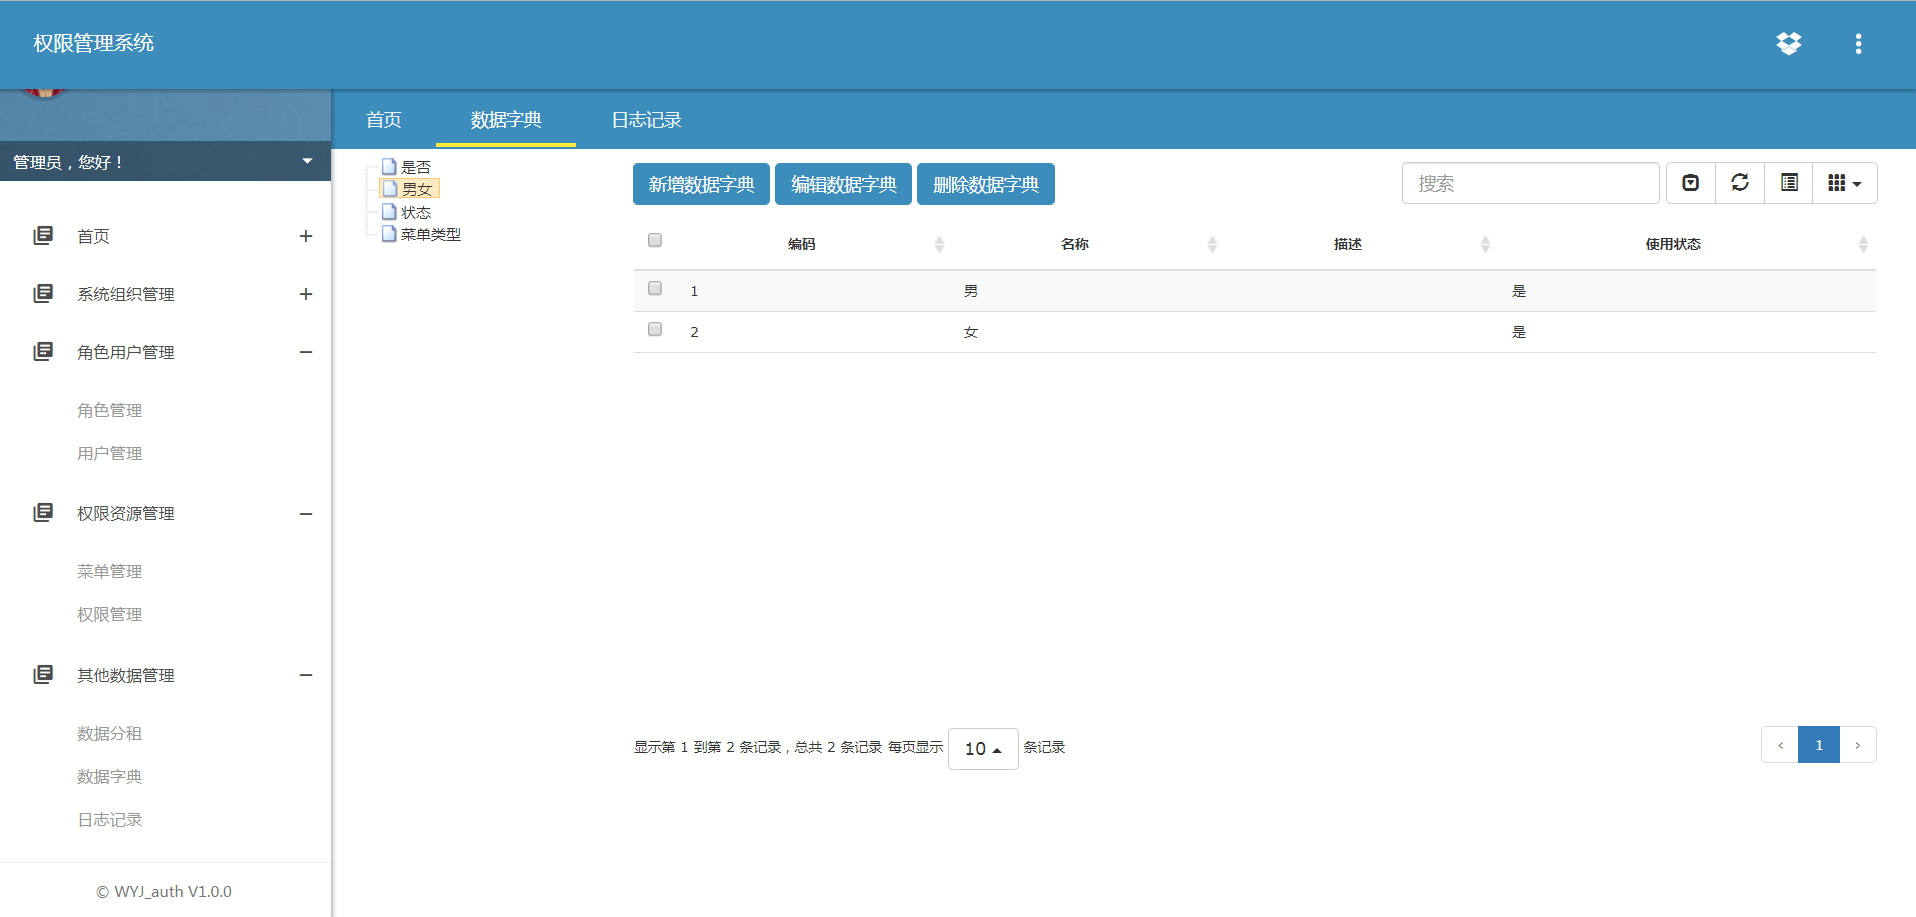 权限管理系统
管理员，您好！
首页
系统组织管理
角色用户管理
角色管理
用户管理
权限资源管理
菜单管理
权限管理
其他数据管理
数据分租
数据字典
日志记录
© WYJ_auth V1.0.0
首页 数据字典 日志记录
是否
男女
状态
菜单类型
新增数据字典 编辑数据字典 删除数据字典 搜索
编码 名称 描述 使用状态
1 男 是
2 女 是
显示第 1 到第 2 条记录，总共 2 条记录 每页显示 10 条记录 ‹ 1 ›